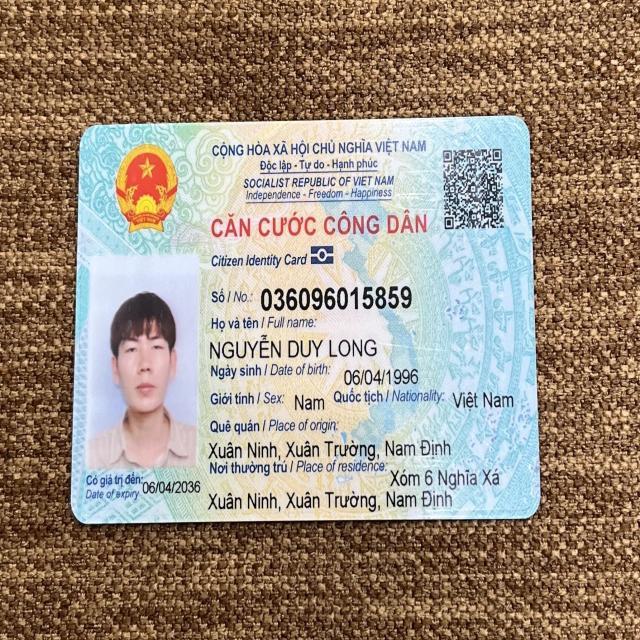 CỘNG HÒA XÃ HỘI CHỦ NGHĨA VIỆT NAM
Độc lập - Tự do - Hạnh phúc
SOCIALIST REPUBLIC OF VIET NAM
Independence - Freedom - Happiness
CĂN CƯỚC CÔNG DÂN
Citizen Identity Card
Số / No.: 036096015859
Họ và tên / Full name:
NGUYỄN DUY LONG
Ngày sinh / Date of birth: 06/04/1996
Giới tính / Sex: Nam Quốc tịch / Nationality: Việt Nam
Quê quán / Place of origin:
Xuân Ninh, Xuân Trường, Nam Định
Nơi thường trú / Place of residence: Xóm 6 Nghĩa Xá
Xuân Ninh, Xuân Trường, Nam Định
Có giá trị đến: 06/04/2036
Date of expiry